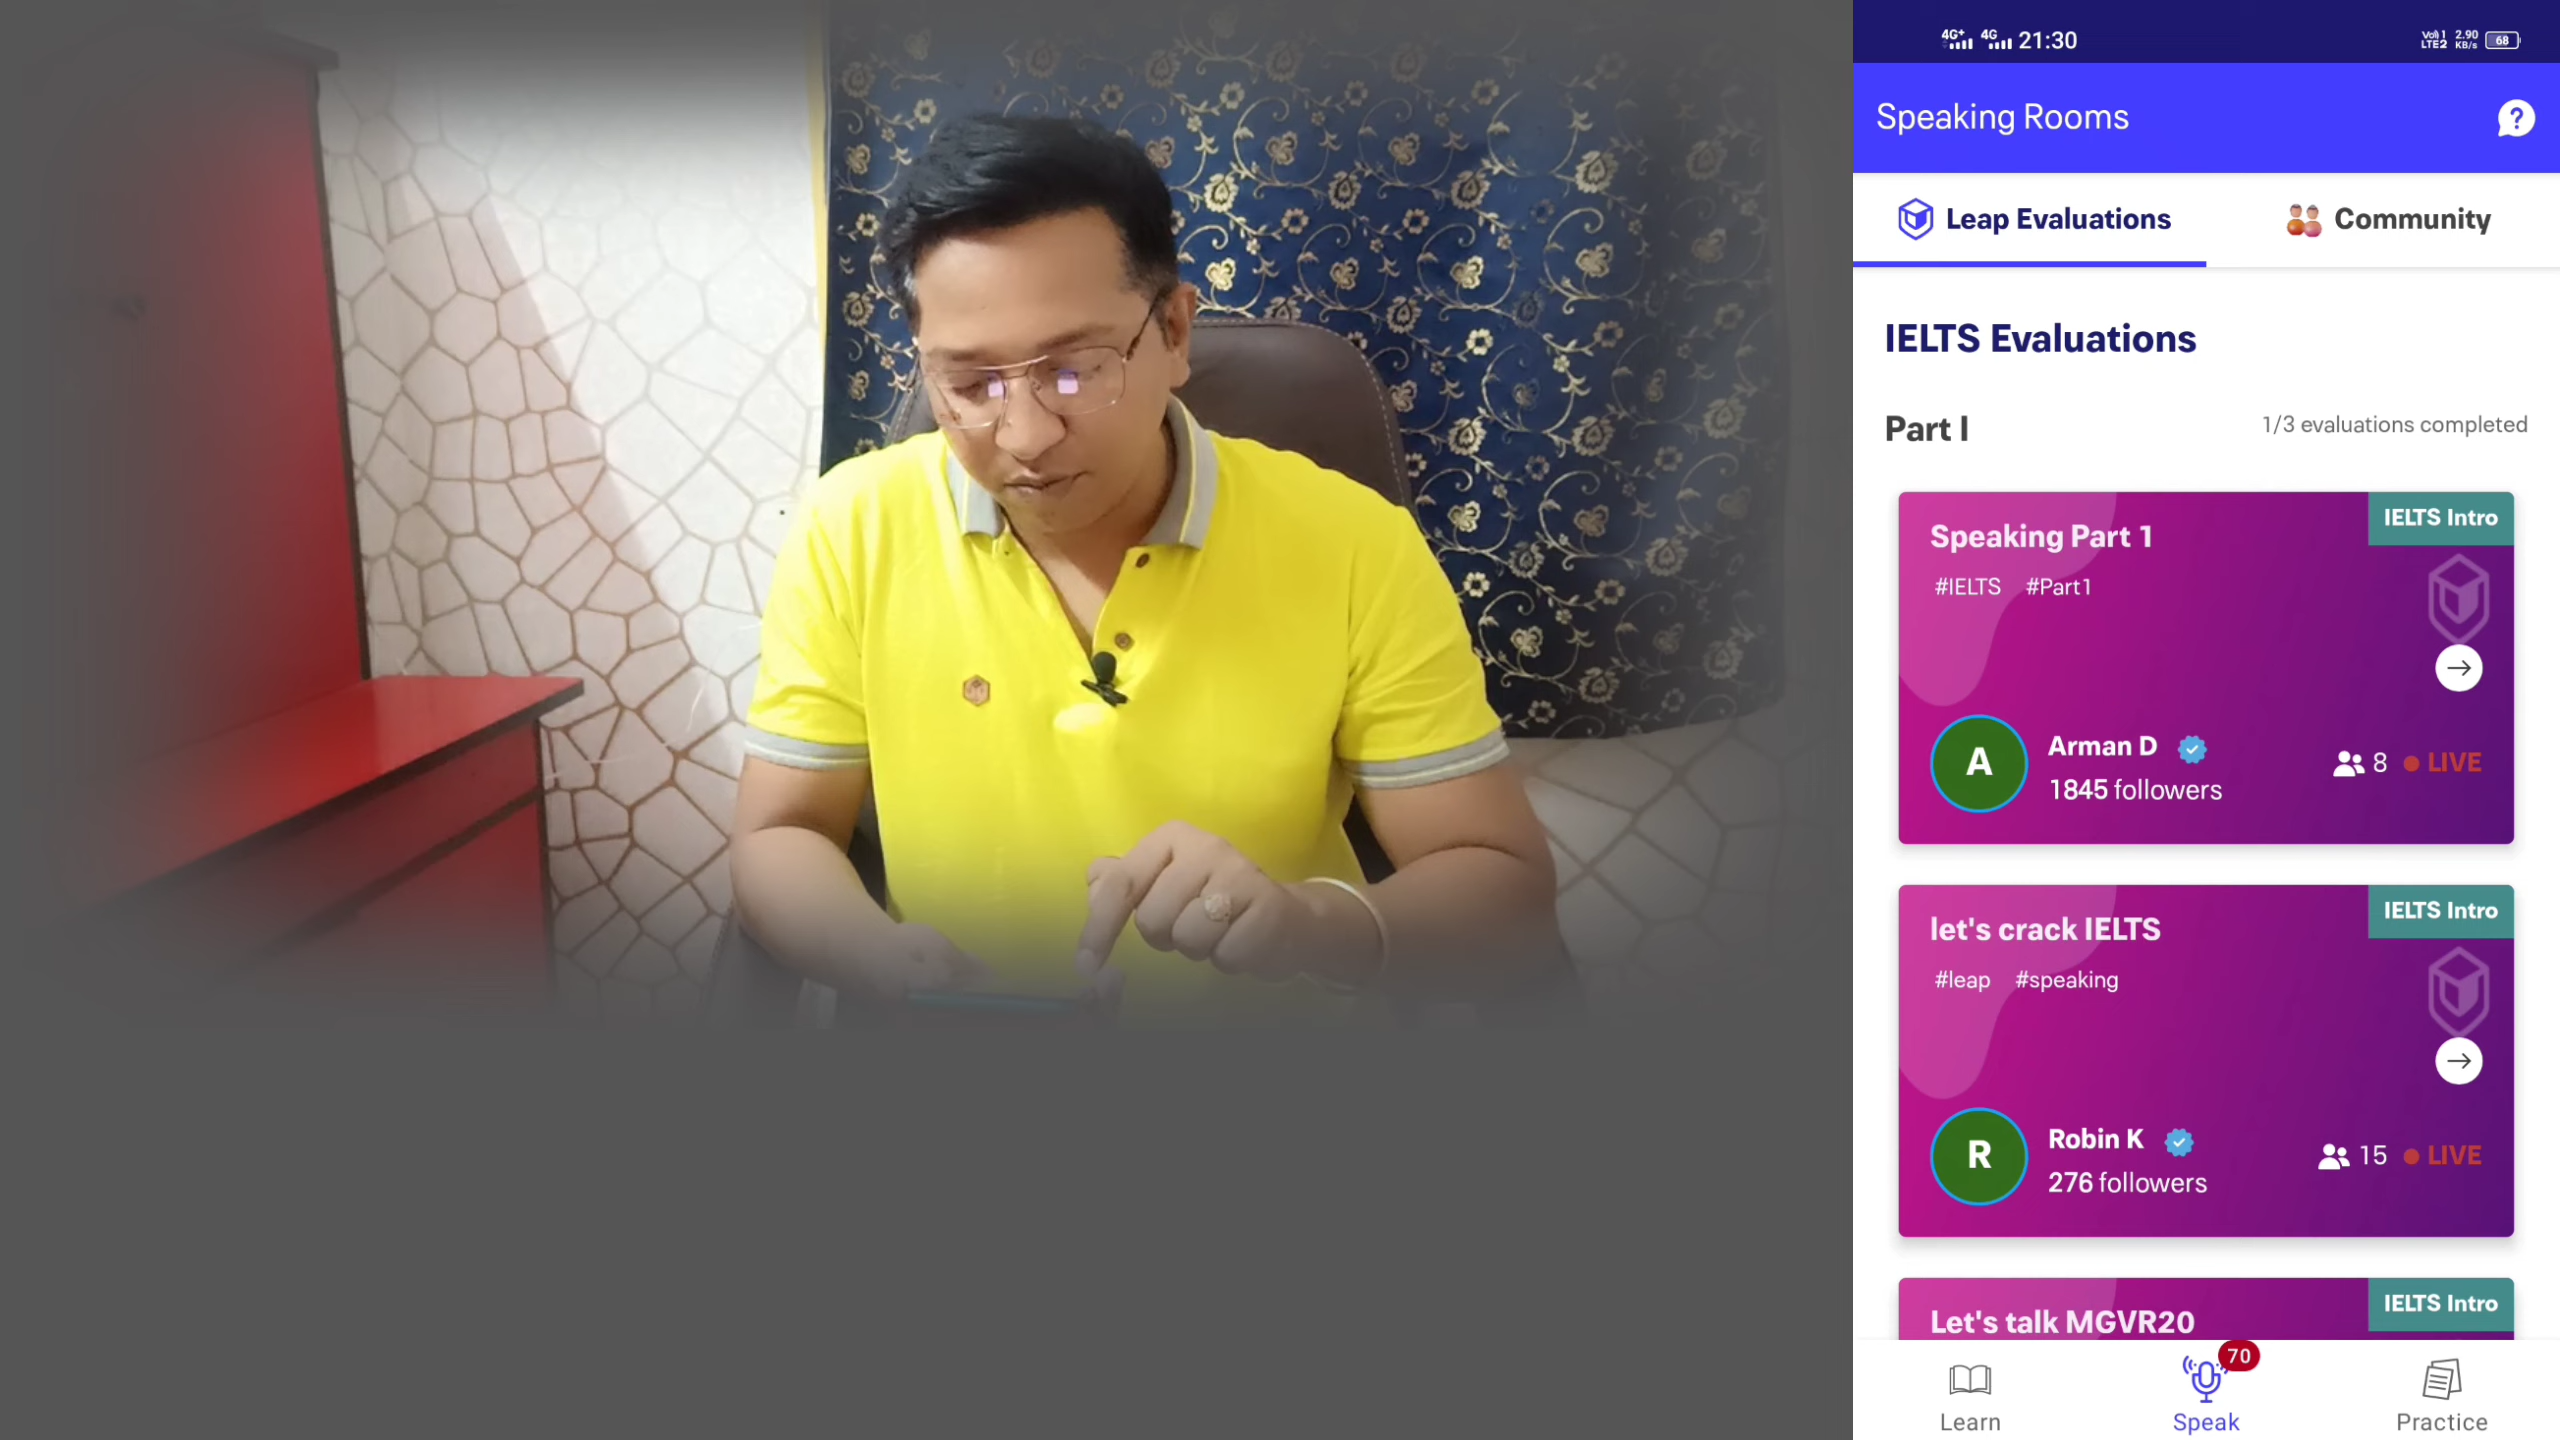 4G+ 4G 21:30 Vo) 1 LTE2 2.90 KB/s 68
Speaking Rooms ?
Leap Evaluations Community
IELTS Evaluations
Part I 1/3 evaluations completed
IELTS Intro
Speaking Part 1
#IELTS #Part1
Arman D
8 LIVE
1845 followers
IELTS Intro
let's crack IELTS
#leap #speaking
Robin K
15 LIVE
276 followers
IELTS Intro
Let's talk MGVR20
70
Learn Speak Practice